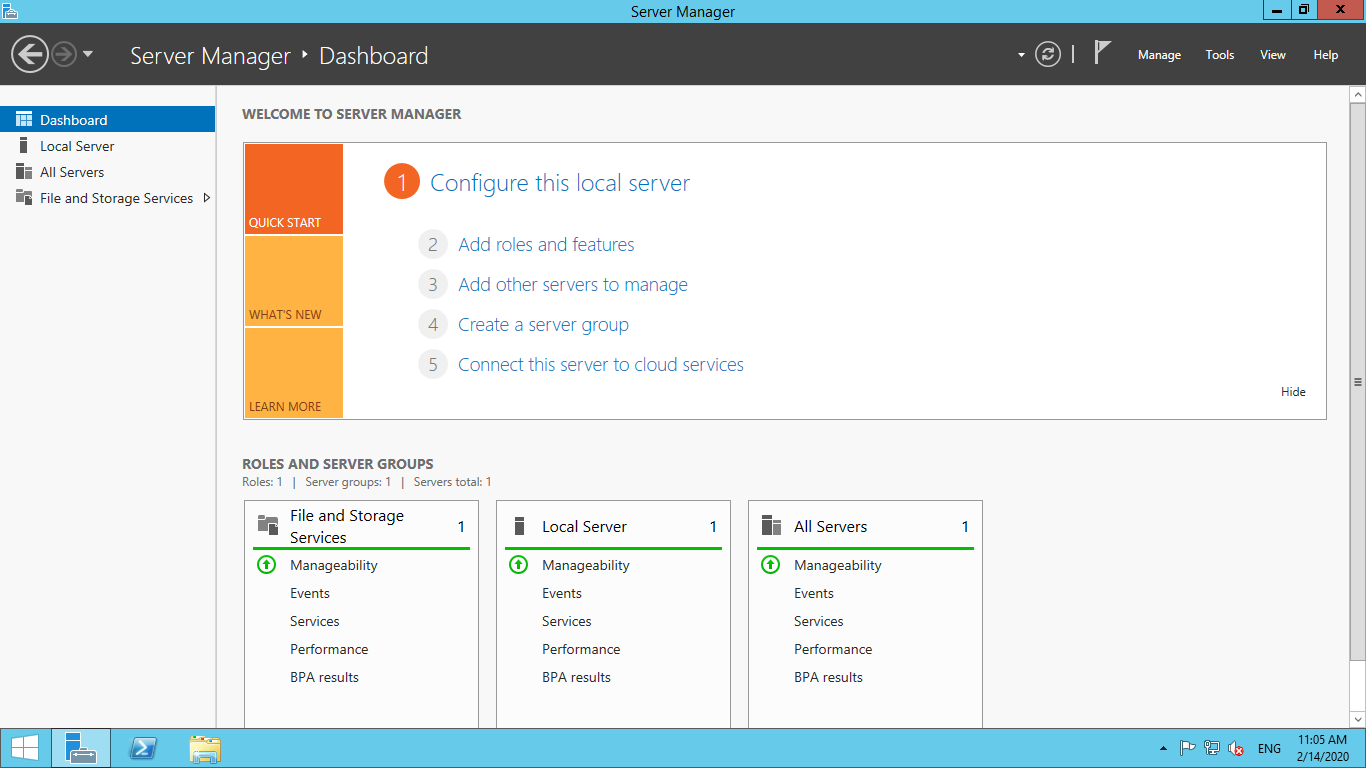 Server Manager
Server Manager ‣ Dashboard
Manage Tools View Help
Dashboard
Local Server
All Servers
File and Storage Services
WELCOME TO SERVER MANAGER
QUICK START
WHAT'S NEW
LEARN MORE
1 Configure this local server
2 Add roles and features
3 Add other servers to manage
4 Create a server group
5 Connect this server to cloud services
Hide
ROLES AND SERVER GROUPS
Roles: 1 | Server groups: 1 | Servers total: 1
File and Storage
Services
1
Manageability
Events
Services
Performance
BPA results
Local Server 1
Manageability
Events
Services
Performance
BPA results
All Servers 1
Manageability
Events
Services
Performance
BPA results
ENG
11:05 AM
2/14/2020